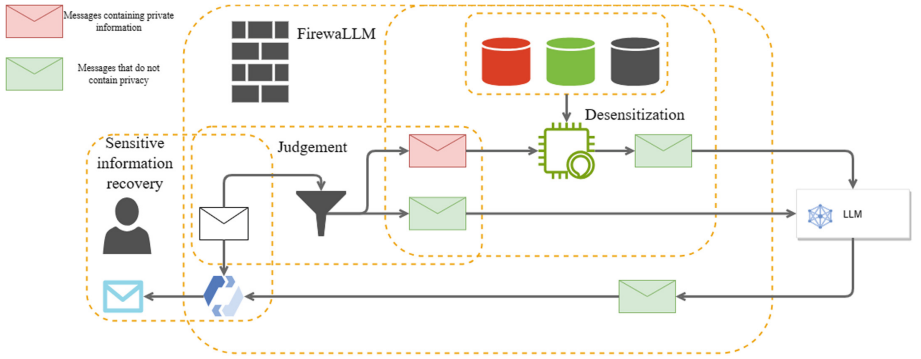 Messages containing private
information
Messages that do not
contain privacy
FirewaLLM
Desensitization
Judgement
Sensitive
information
recovery
LLM